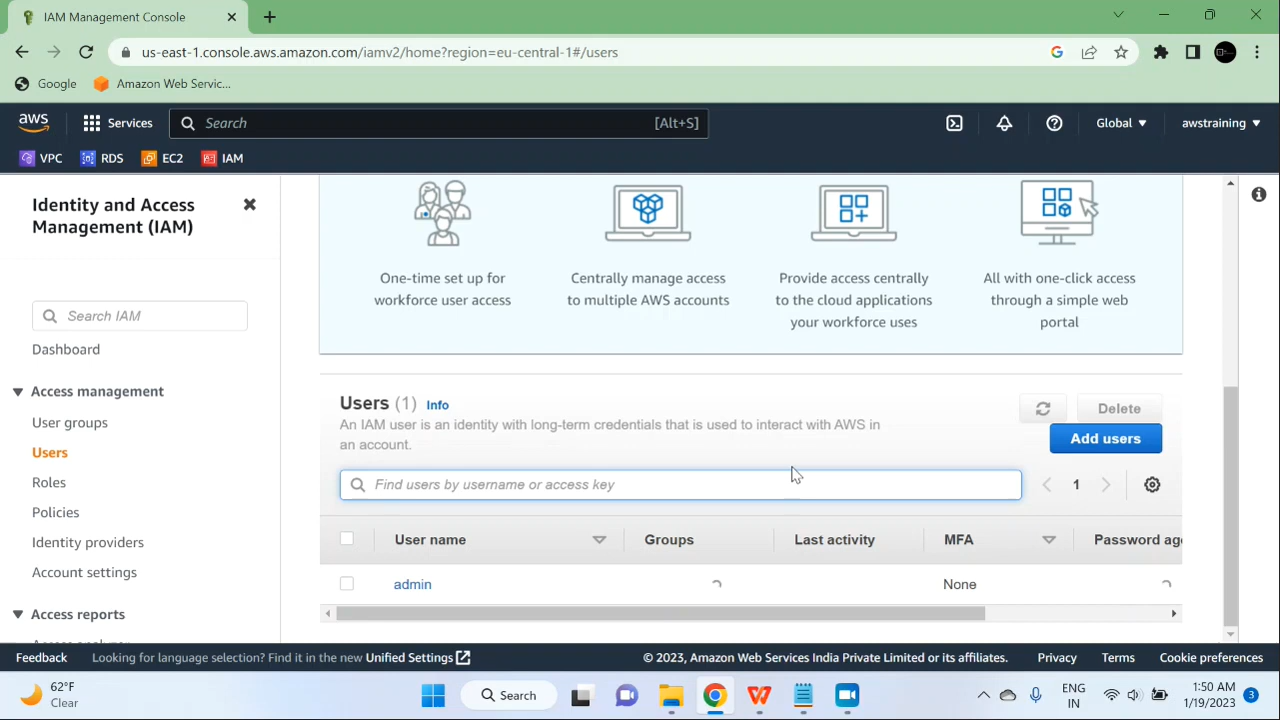 IAM Management Console
us-east-1.console.aws.amazon.com/iamv2/home?region=eu-central-1#/users
Google
Amazon Web Servic...
aws
Services
Search
[Alt+S]
Global
awstraining
VPC
RDS
EC2
IAM
Identity and Access
Management (IAM)
Search IAM
Dashboard
Access management
User groups
Users
Roles
Policies
Identity providers
Account settings
Access reports
One-time set up for
workforce user access
Centrally manage access
to multiple AWS accounts
Provide access centrally
to the cloud applications
your workforce uses
All with one-click access
through a simple web
portal
Users (1) Info
An IAM user is an identity with long-term credentials that is used to interact with AWS in
an account.
Delete
Add users
Find users by username or access key
1
User name
Groups
Last activity
MFA
Password ag
admin
None
Feedback
Looking for language selection? Find it in the new Unified Settings
© 2023, Amazon Web Services India Private Limited or its affiliates.
Privacy
Terms
Cookie preferences
62°F
Clear
Search
ENG
IN
1:50 AM
1/19/2023
3